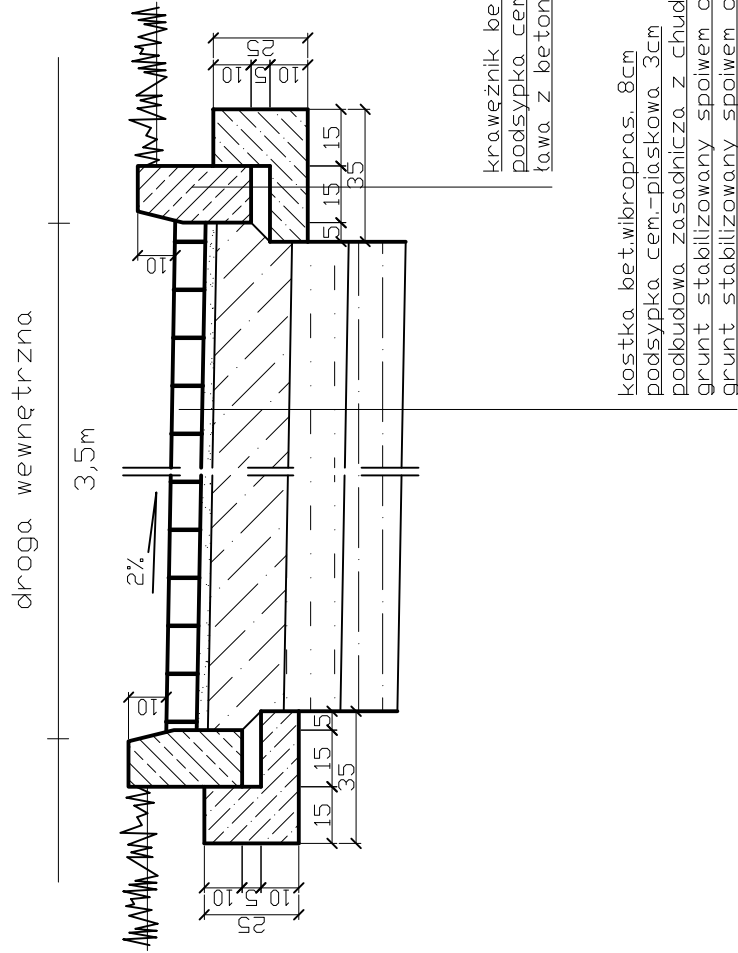 droga wewnętrzna
3,5m
2%
10
10
25
10
5
10
15
15
5
35
25
10
5
10
15
15
5
35
krawężnik be
podsypka cer
ława z beton
kostka bet.wibropras. 8cm
podsypka cem.-piaskowa 3cm
podbudowa zasadnicza z chud
grunt stabilizowany spoiwem
grunt stabilizowany spoiwem